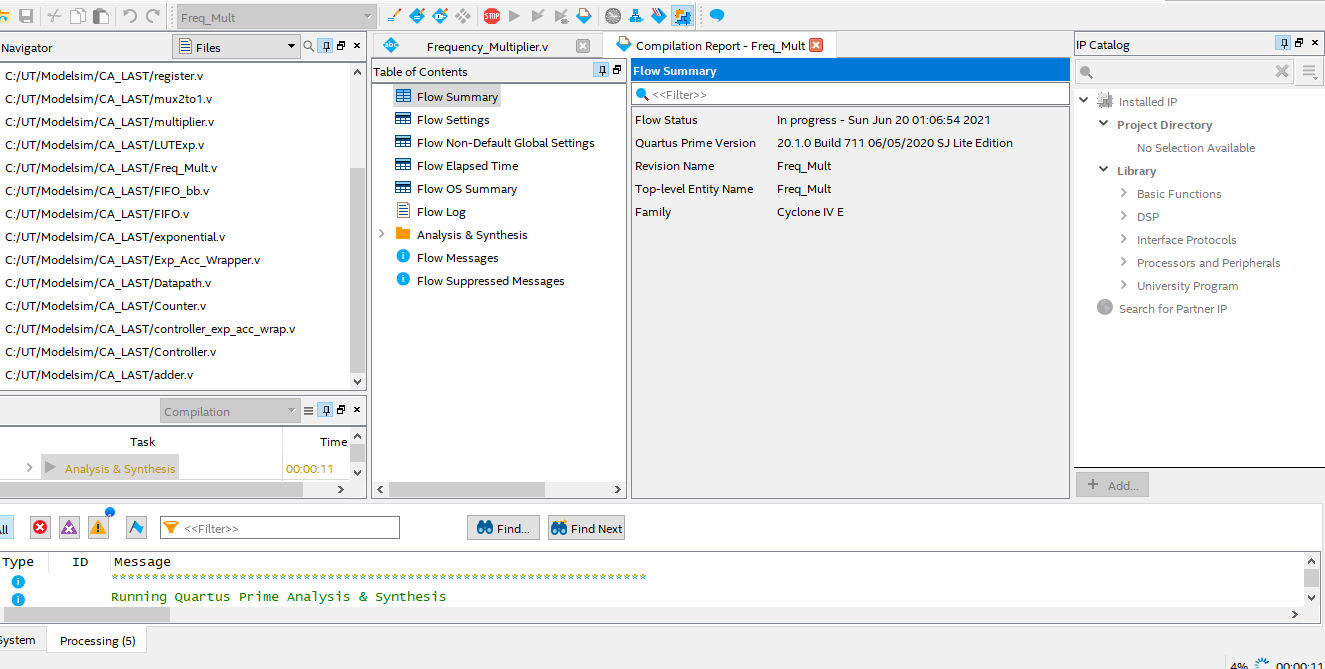 Freq_Mult
STOP
Navigator
Files
C:/UT/Modelsim/CA_LAST/register.v
C:/UT/Modelsim/CA_LAST/mux2to1.v
C:/UT/Modelsim/CA_LAST/multiplier.v
C:/UT/Modelsim/CA_LAST/LUTExp.v
C:/UT/Modelsim/CA_LAST/Freq_Mult.v
C:/UT/Modelsim/CA_LAST/FIFO_bb.v
C:/UT/Modelsim/CA_LAST/FIFO.v
C:/UT/Modelsim/CA_LAST/exponential.v
C:/UT/Modelsim/CA_LAST/Exp_Acc_Wrapper.v
C:/UT/Modelsim/CA_LAST/Datapath.v
C:/UT/Modelsim/CA_LAST/Counter.v
C:/UT/Modelsim/CA_LAST/controller_exp_acc_wrap.v
C:/UT/Modelsim/CA_LAST/Controller.v
C:/UT/Modelsim/CA_LAST/adder.v
Compilation
Task Time
Analysis & Synthesis 00:00:11
abc Frequency_Multiplier.v
Compilation Report - Freq_Mult
Table of Contents
Flow Summary
Flow Settings
Flow Non-Default Global Settings
Flow Elapsed Time
Flow OS Summary
Flow Log
Analysis & Synthesis
Flow Messages
Flow Suppressed Messages
Flow Summary
<<Filter>>
Flow Status In progress - Sun Jun 20 01:06:54 2021
Quartus Prime Version 20.1.0 Build 711 06/05/2020 SJ Lite Edition
Revision Name Freq_Mult
Top-level Entity Name Freq_Mult
Family Cyclone IV E
IP Catalog
Installed IP
Project Directory
No Selection Available
Library
Basic Functions
DSP
Interface Protocols
Processors and Peripherals
University Program
Search for Partner IP
+ Add...
<<Filter>>
Find...
Find Next
Type ID Message
*******************************************************************
Running Quartus Prime Analysis & Synthesis
System
Processing (5)
4% 00:00:11